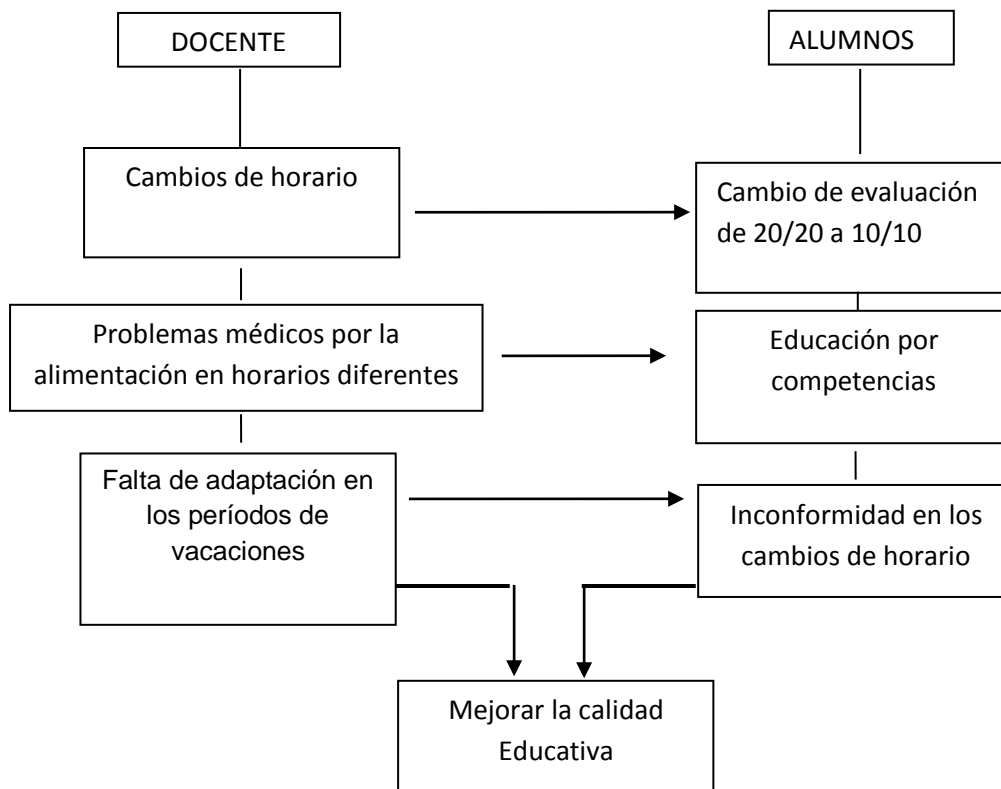 DOCENTE
ALUMNOS
Cambios de horario
Cambio de evaluación
de 20/20 a 10/10
Problemas médicos por la
alimentación en horarios diferentes
Educación por
competencias
Falta de adaptación en
los períodos de
vacaciones
Inconformidad en los
cambios de horario
Mejorar la calidad
Educativa